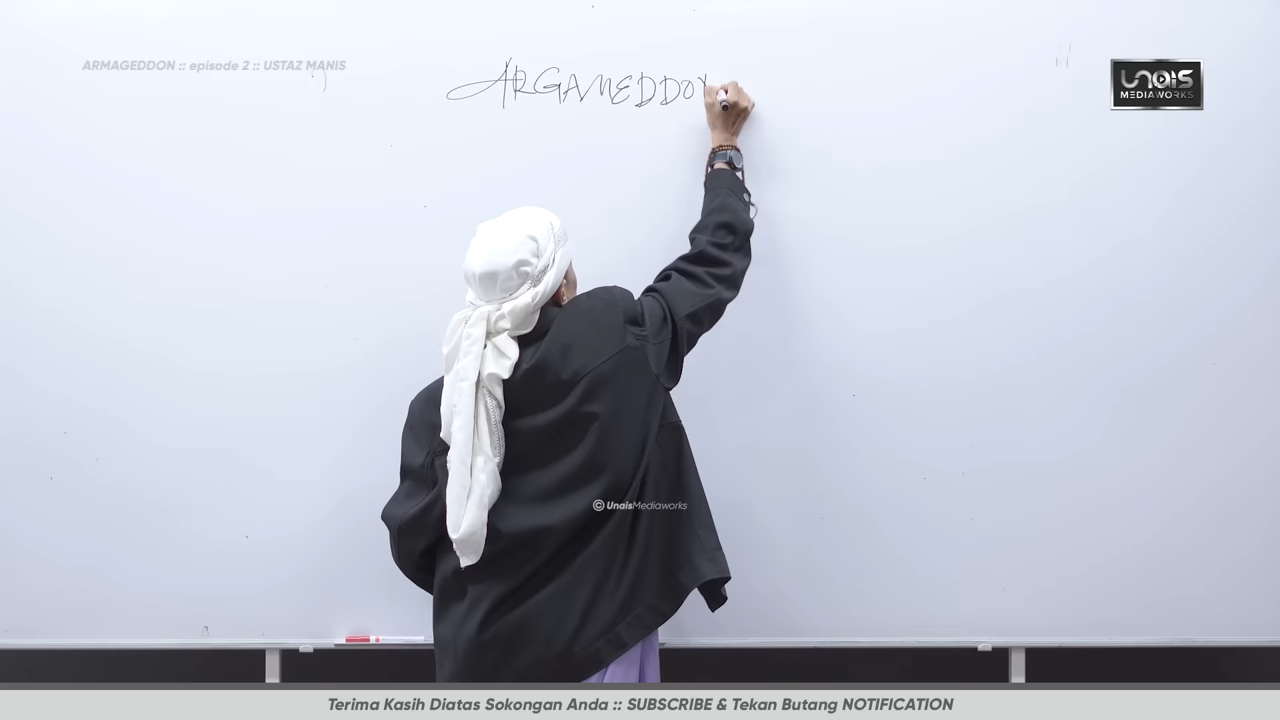 ARMAGEDDON :: episode 2 :: USTAZ MANIS
UNAIS
MEDIAWORKS
ARGAMEDDON
© UnaisMediaworks
Terima Kasih Diatas Sokongan Anda :: SUBSCRIBE & Tekan Butang NOTIFICATION